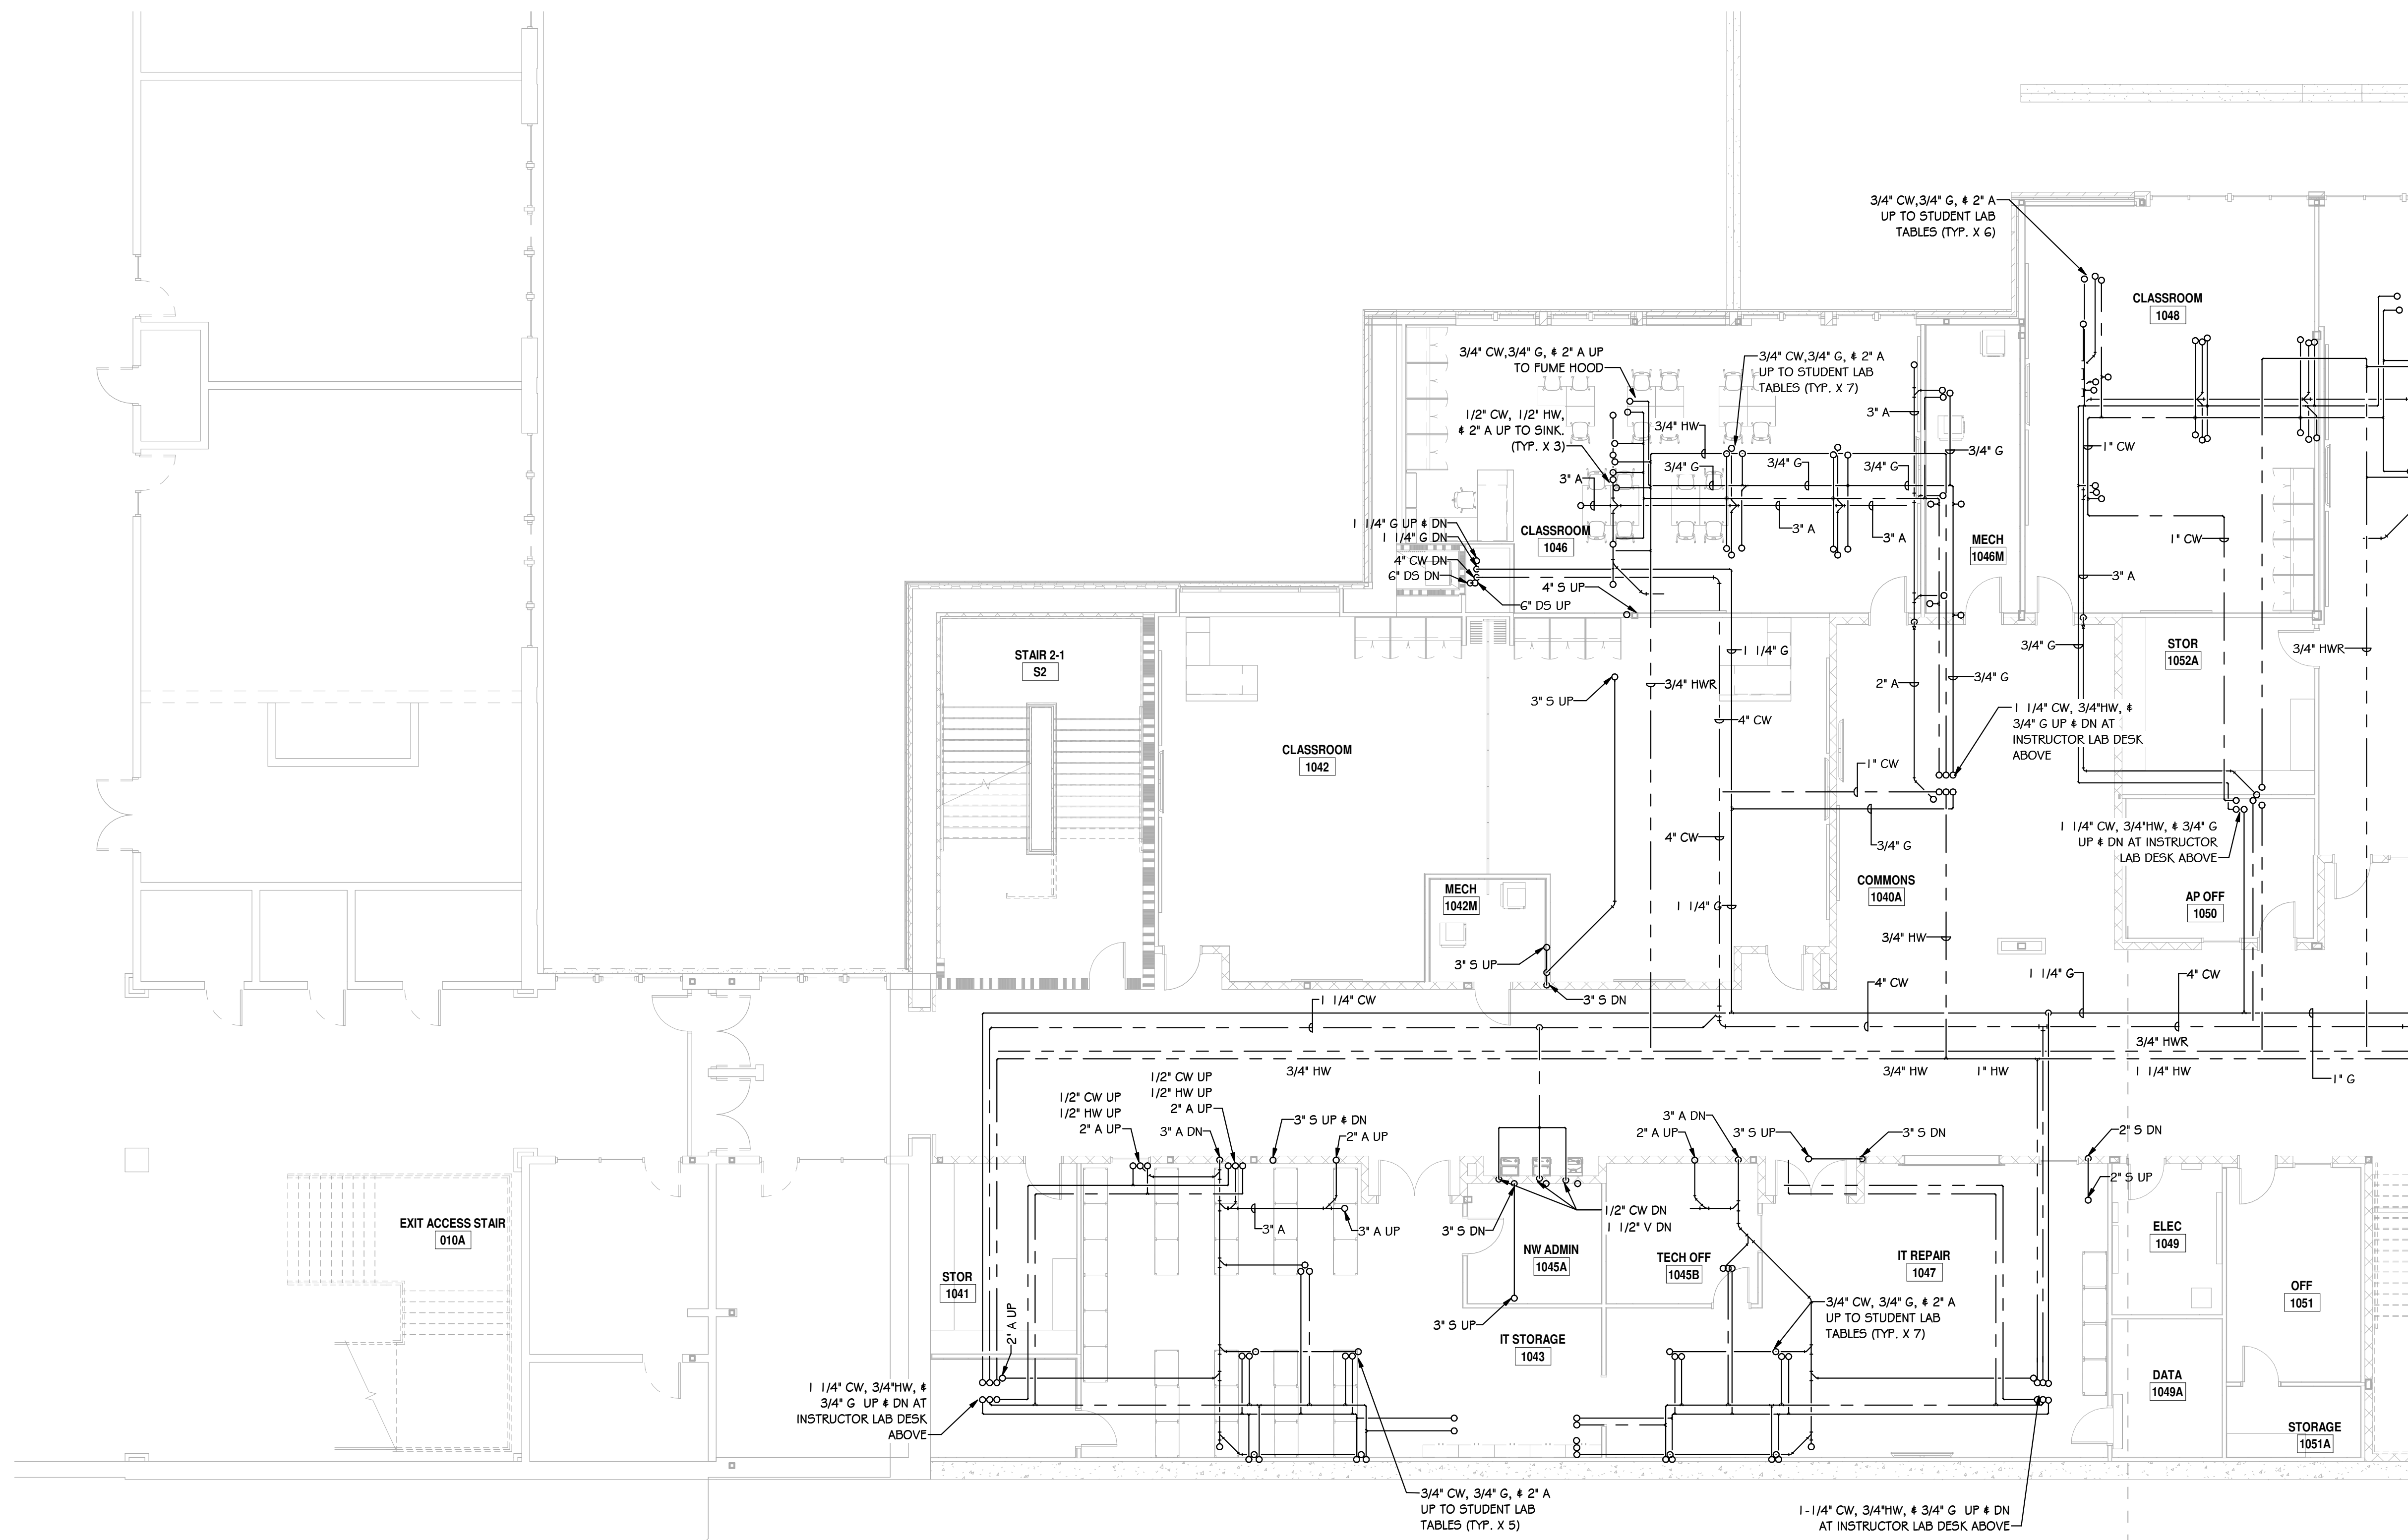 3/4" CW,3/4" G, & 2" A
UP TO STUDENT LAB
TABLES (TYP. X 6)
CLASSROOM
1048
3/4" CW,3/4" G, & 2" A UP
TO FUME HOOD
3/4" CW,3/4" G, & 2" A
UP TO STUDENT LAB
TABLES (TYP. X 7)
1/2" CW, 1/2" HW,
& 2" A UP TO SINK.
(TYP. X 3)
3/4" HW
3" A
3/4" G
3/4" G
3/4" G
3/4" G
3" A
3" A
3" A
1" CW
1 1/4" G UP & DN
1 1/4" G DN
4" CW DN
6" DS DN
6" DS UP
CLASSROOM
1046
MECH
1046M
1" CW
3" A
4" S UP
STAIR 2-1
S2
1 1/4" G
3/4" G
STOR
1052A
3/4" HWR
3" S UP
3/4" HWR
2" A
3/4" G
4" CW
1 1/4" CW, 3/4"HW, &
3/4" G UP & DN AT
INSTRUCTOR LAB DESK
ABOVE
CLASSROOM
1042
1" CW
4" CW
3/4" G
1 1/4" CW, 3/4"HW, & 3/4" G
UP & DN AT INSTRUCTOR
LAB DESK ABOVE
MECH
1042M
COMMONS
1040A
1 1/4" G
AP OFF
1050
3/4" HW
3" S UP
3" S DN
1 1/4" CW
4" CW
1 1/4" G
4" CW
3/4" HWR
3/4" HW
3/4" HW
1" HW
1 1/4" HW
1" G
1/2" CW UP
1/2" HW UP
2" A UP
1/2" CW UP
1/2" HW UP
2" A UP
3" A DN
3" S UP & DN
2" A UP
2" A UP
3" A DN
3" S UP
3" S DN
2" S DN
2" S UP
EXIT ACCESS STAIR
010A
3" A
3" A UP
3" S DN
1/2" CW DN
1 1/2" V DN
NW ADMIN
1045A
TECH OFF
1045B
IT REPAIR
1047
ELEC
1049
OFF
1051
STOR
1041
2" A UP
3" S UP
IT STORAGE
1043
3/4" CW, 3/4" G, & 2" A
UP TO STUDENT LAB
TABLES (TYP. X 7)
DATA
1049A
STORAGE
1051A
1 1/4" CW, 3/4"HW, &
3/4" G UP & DN AT
INSTRUCTOR LAB DESK
ABOVE
3/4" CW, 3/4" G, & 2" A
UP TO STUDENT LAB
TABLES (TYP. X 5)
1-1/4" CW, 3/4"HW, & 3/4" G UP & DN
AT INSTRUCTOR LAB DESK ABOVE